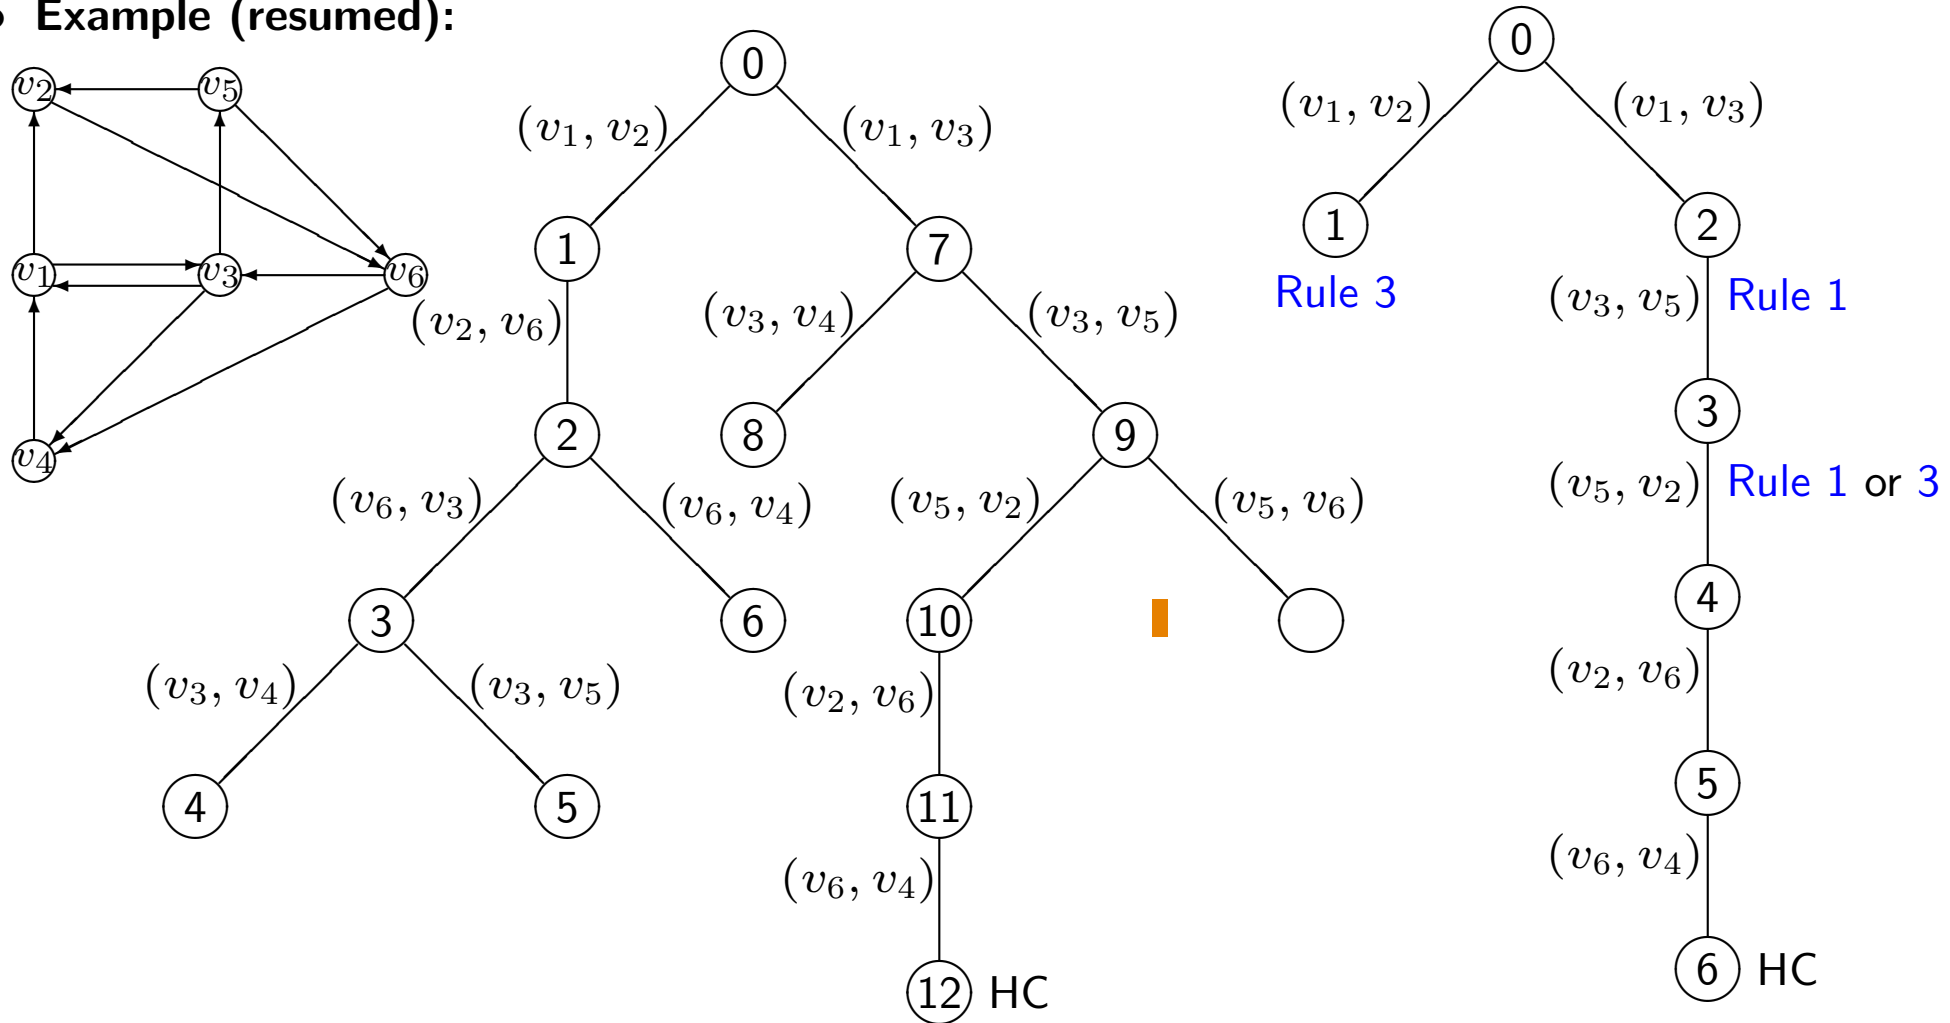 Example (resumed):
v2
v5
v1
v3
v6
v4
0
(v1, v2)
(v1, v3)
1
7
(v2, v6)
(v3, v4)
(v3, v5)
2
8
9
(v6, v3)
(v6, v4)
(v5, v2)
(v5, v6)
3
6
10
(v3, v4)
(v3, v5)
(v2, v6)
4
5
11
(v6, v4)
12 HC
0
(v1, v2)
(v1, v3)
1
2
Rule 3
(v3, v5) Rule 1
3
(v5, v2) Rule 1 or 3
4
(v2, v6)
5
(v6, v4)
6 HC